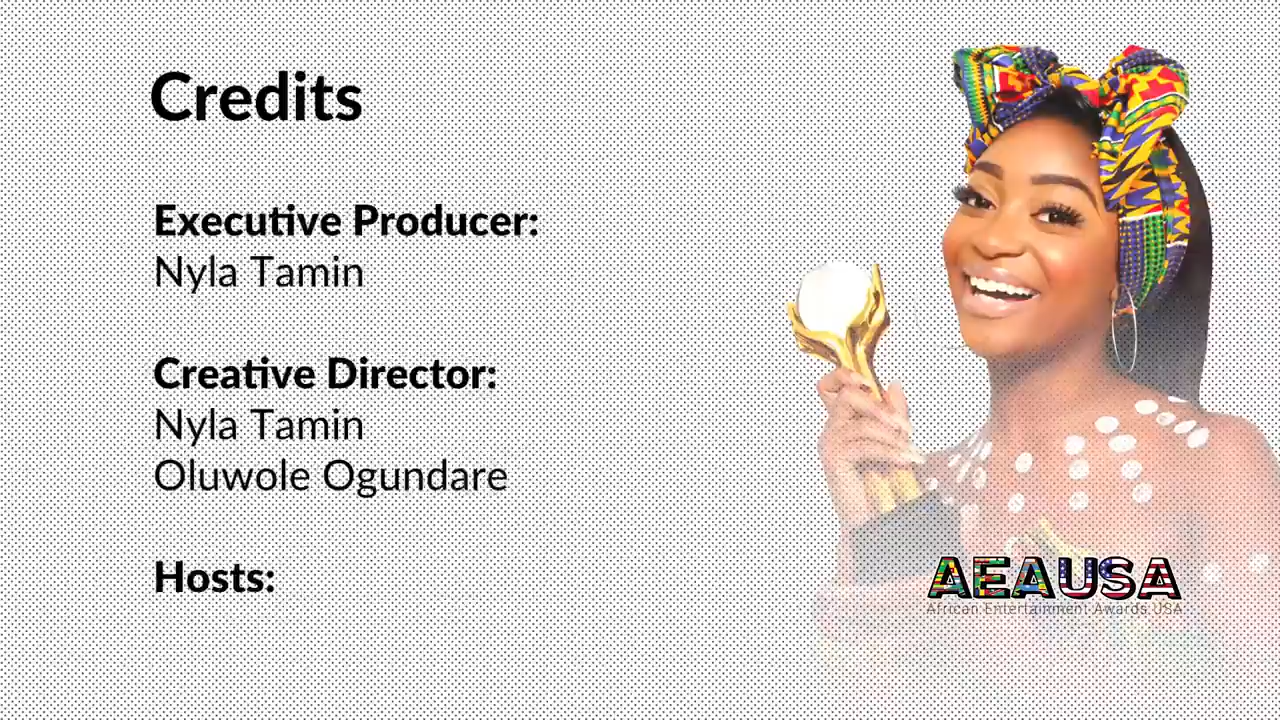 Credits
Executive Producer:
Nyla Tamin
Creative Director:
Nyla Tamin
Oluwole Ogundare
Hosts:
AEAUSA
African Entertainment Awards USA